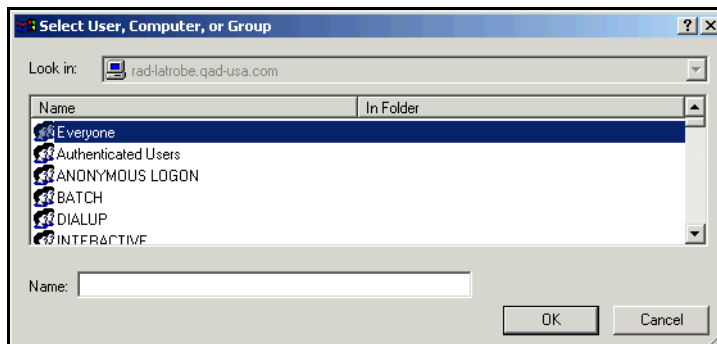 Select User, Computer, or Group
Look in: rad-latrobe.qad-usa.com
Name In Folder
Everyone
Authenticated Users
ANONYMOUS LOGON
BATCH
DIALUP
INTERACTIVE
Name:
OK Cancel